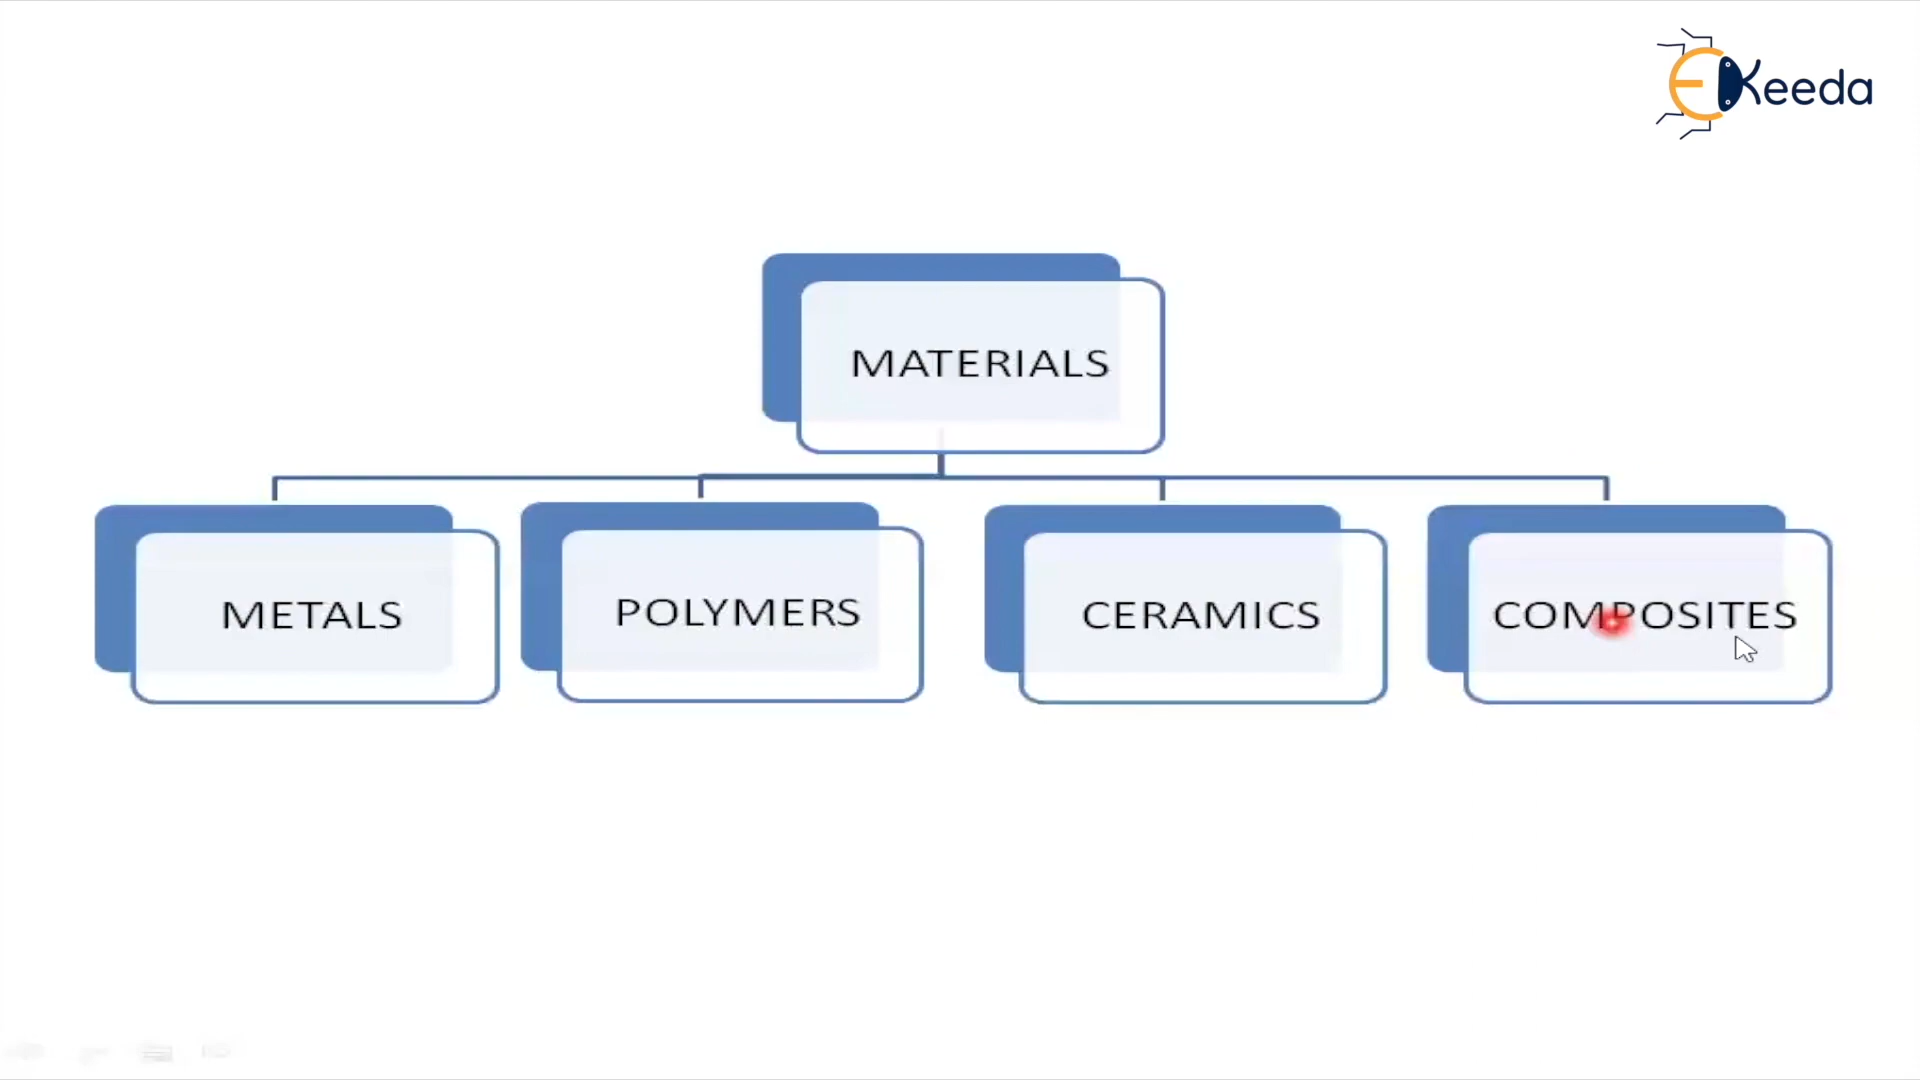 EKeeda
MATERIALS
METALS
POLYMERS
CERAMICS
COMPOSITES